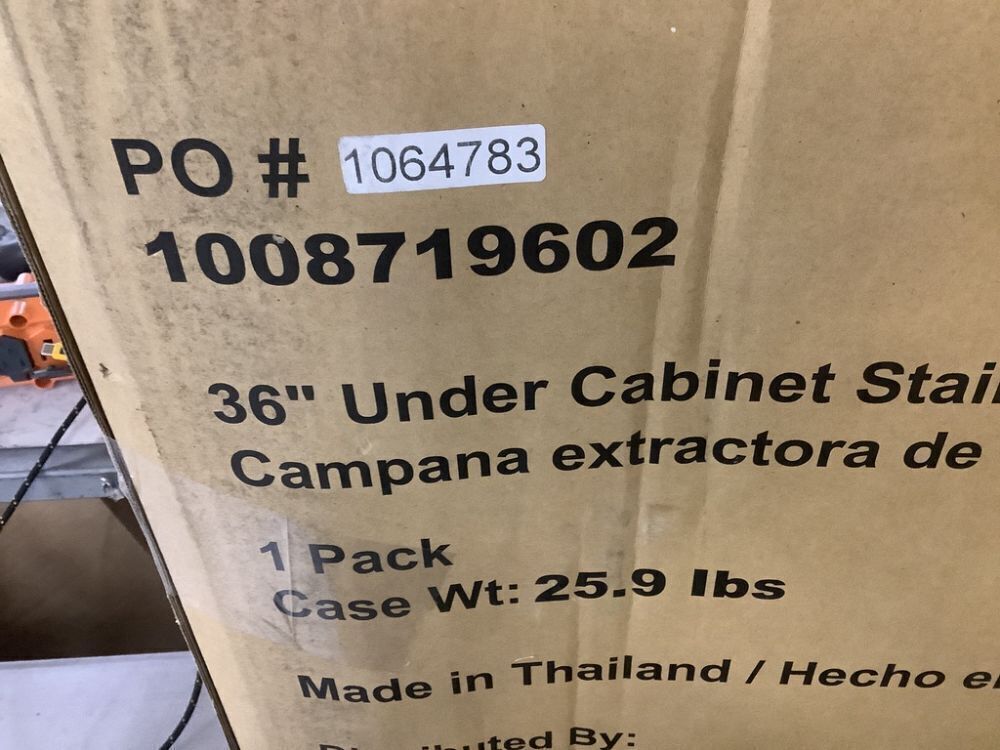 PO # 1064783
1008719602
36" Under Cabinet
Campana extractora de
1 Pack
Case Wt: 25.9 lbs
Made in Thailand / Hecho
By: